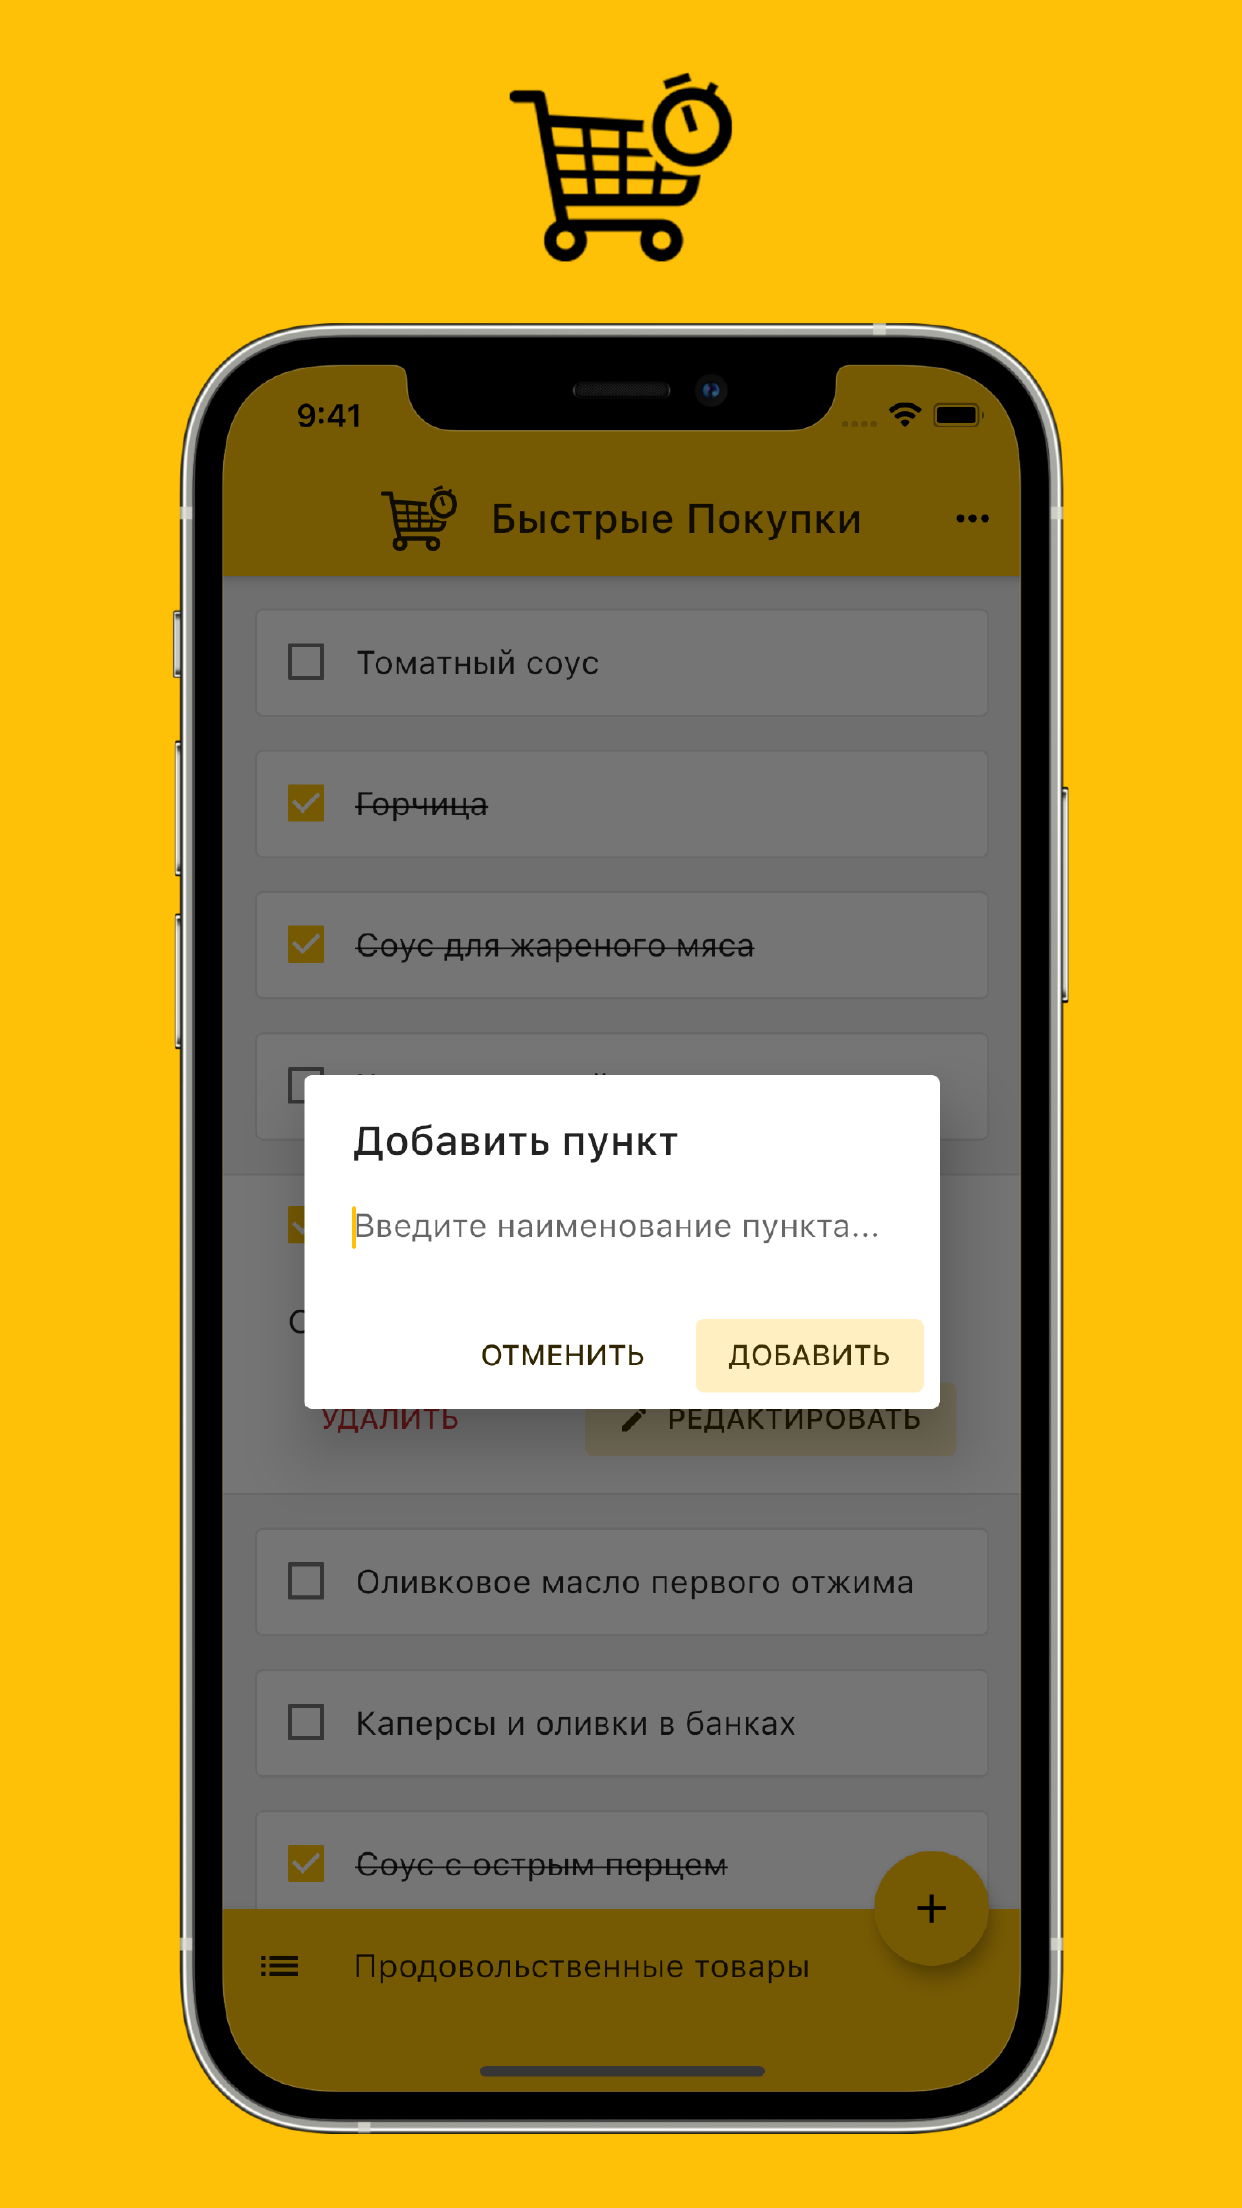 9:41
Быстрые Покупки
Томатный соус
Горчица
Соус для жареного мяса
Добавить пункт
Введите наименование пункта...
ОТМЕНИТЬ
ДОБАВИТЬ
УДАЛИТЬ
РЕДАКТИРОВАТЬ
Оливковое масло первого отжима
Каперсы и оливки в банках
Соус с острым перцем
Продовольственные товары